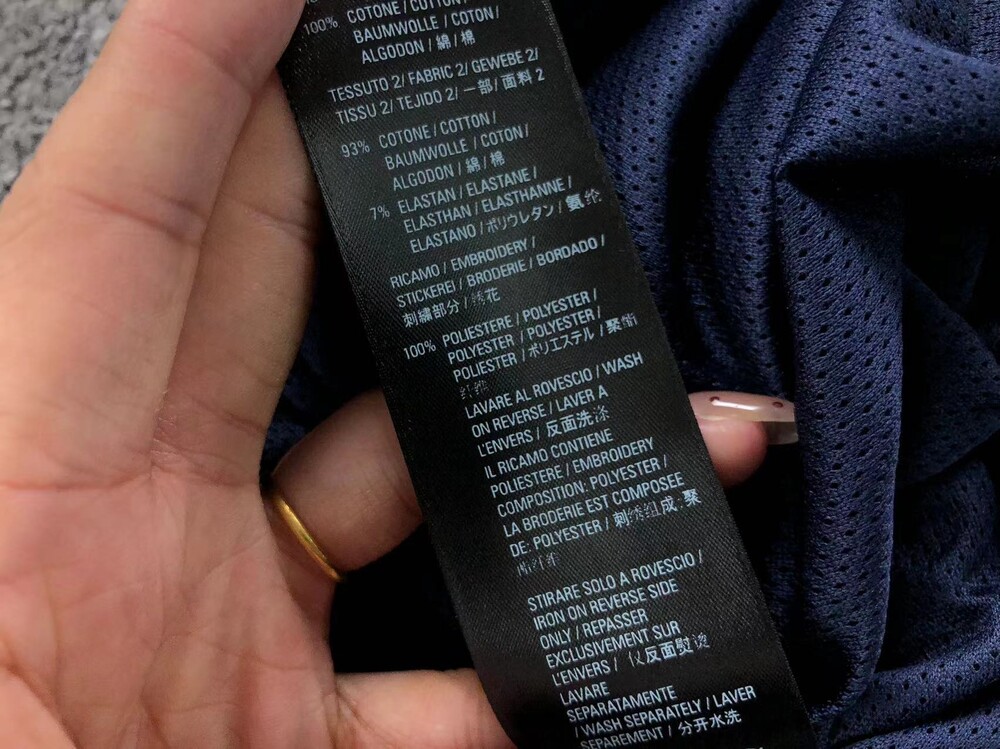 100% COTONE / COTTON /
BAUMWOLLE / COTON /
ALGODON / 綿 / 棉
TESSUTO 2/ FABRIC 2/ GEWEBE 2/
TISSU 2/ TEJIDO 2/ 一部/ 面料 2
93% COTONE / COTTON /
BAUMWOLLE / COTON /
ALGODON / 綿 / 棉
7% ELASTAN / ELASTANE /
ELASTHAN / ELASTHANNE /
ELASTANO / ポリウレタン / 氨纶
RICAMO / EMBROIDERY /
STICKEREI / BRODERIE / BORDADO /
刺繍部分 / 绣花
100% POLIESTERE / POLYESTER /
POLYESTER / POLYESTER /
POLIESTER / ポリエステル / 聚酯
纤维
LAVARE AL ROVESCIO / WASH
ON REVERSE / LAVER A
L'ENVERS / 反面洗涤
IL RICAMO CONTIENE
POLIESTERE / EMBROIDERY
COMPOSITION: POLYESTER /
LA BRODERIE EST COMPOSEE
DE: POLYESTER / 刺绣组成: 聚
酯纤维
STIRARE SOLO A ROVESCIO /
IRON ON REVERSE SIDE
ONLY / REPASSER
EXCLUSIVEMENT SUR
L'ENVERS / 仅反面熨烫
LAVARE
SEPARATAMENTE
/ WASH SEPARATELY / LAVER
SEPAREMENT / 分开水洗